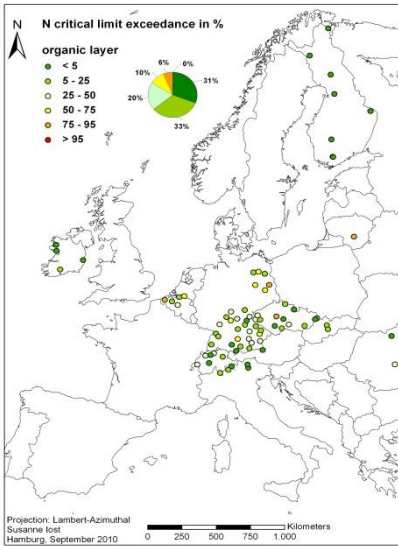 N critical limit exceedance in %
N
organic layer
< 5
5 - 25
25 - 50
50 - 75
75 - 95
> 95
6%
0%
10%
31%
20%
33%
Projection: Lambert-Azimuthal
Susanne Iost
Hamburg, September 2010
Kilometers
0 250 500 750 1.000